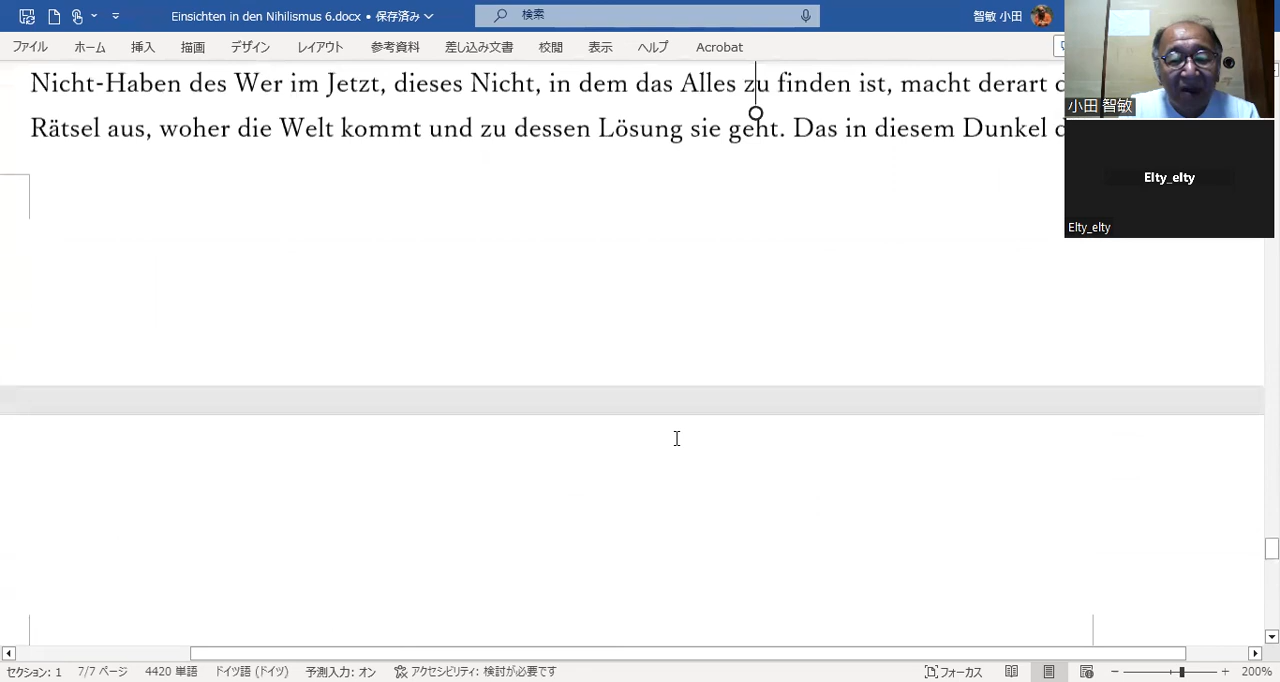 Einsichten in den Nihilismus 6.docx • 保存済み
検索
智敏 小田
ファイル
ホーム
挿入
描画
デザイン
レイアウト
参考資料
差し込み文書
校閲
表示
ヘルプ
Acrobat
Nicht-Haben des Wer im Jetzt, dieses Nicht, in dem das Alles zu finden ist, macht derart
Rätsel aus, woher die Welt kommt und zu dessen Lösung sie geht. Das in diesem Dunkel
小田 智敏
Elty_elty
Elty_elty
セクション: 1
7/7 ページ
4420 単語
ドイツ語 (ドイツ)
予測入力: オン
アクセシビリティ: 検討が必要です
フォーカス
200%